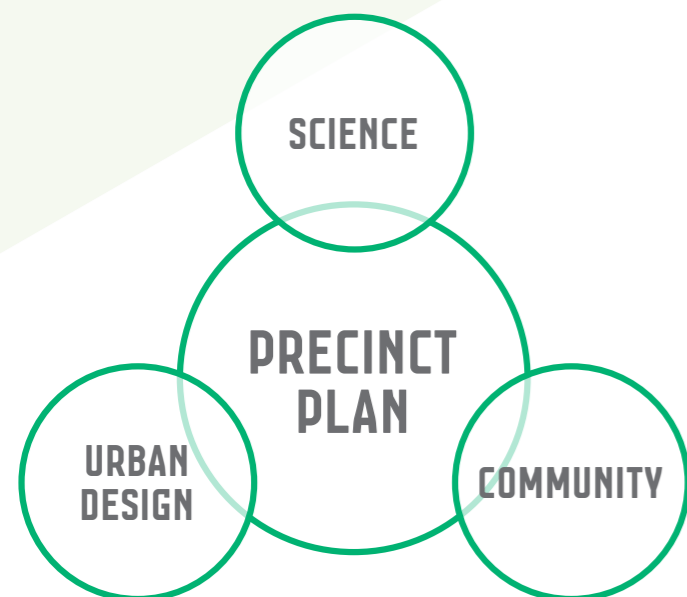 SCIENCE
PRECINCT
PLAN
URBAN
DESIGN
COMMUNITY